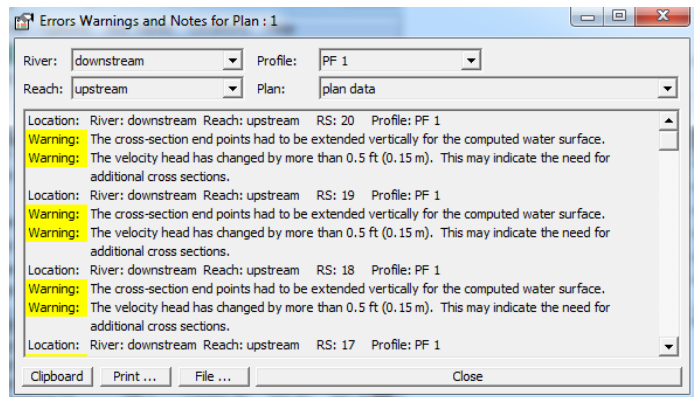 Errors Warnings and Notes for Plan : 1
River: downstream Profile: PF 1
Reach: upstream Plan: plan data
Location: River: downstream Reach: upstream RS: 20 Profile: PF 1
Warning: The cross-section end points had to be extended vertically for the computed water surface.
Warning: The velocity head has changed by more than 0.5 ft (0.15 m). This may indicate the need for
additional cross sections.
Location: River: downstream Reach: upstream RS: 19 Profile: PF 1
Warning: The cross-section end points had to be extended vertically for the computed water surface.
Warning: The velocity head has changed by more than 0.5 ft (0.15 m). This may indicate the need for
additional cross sections.
Location: River: downstream Reach: upstream RS: 18 Profile: PF 1
Warning: The cross-section end points had to be extended vertically for the computed water surface.
Warning: The velocity head has changed by more than 0.5 ft (0.15 m). This may indicate the need for
additional cross sections.
Location: River: downstream Reach: upstream RS: 17 Profile: PF 1
Clipboard Print ... File ... Close